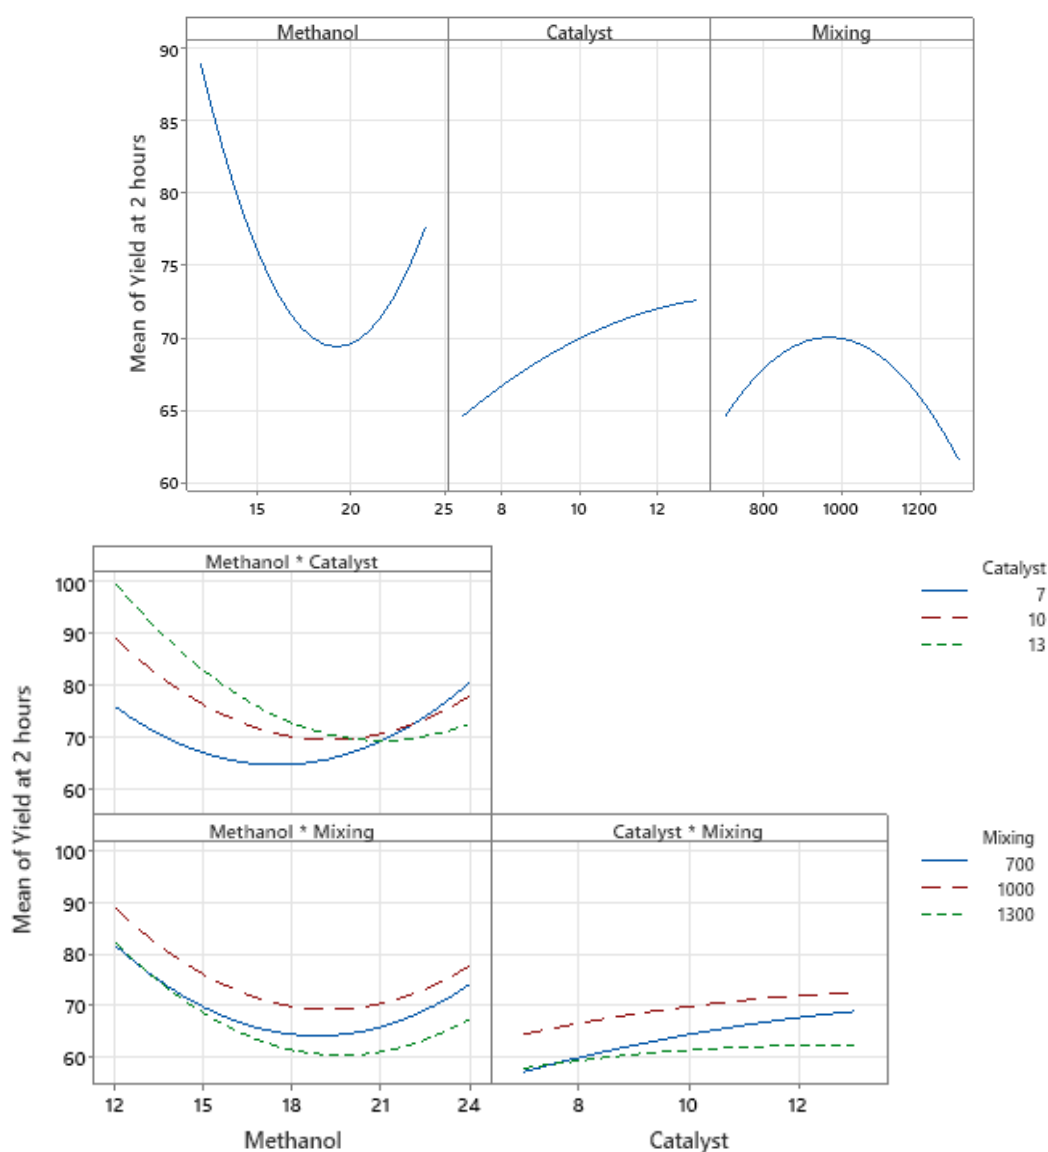 Methanol Catalyst Mixing
90
85
80
75
70
65
60
Mean of Yield at 2 hours
15 20 25 8 10 12 800 1000 1200
Methanol * Catalyst
100
90
80
70
60
Catalyst
7
10
13
Mean of Yield at 2 hours
Methanol * Mixing Catalyst * Mixing
100
90
80
70
60
Mixing
700
1000
1300
12 15 18 21 24 8 10 12
Methanol Catalyst